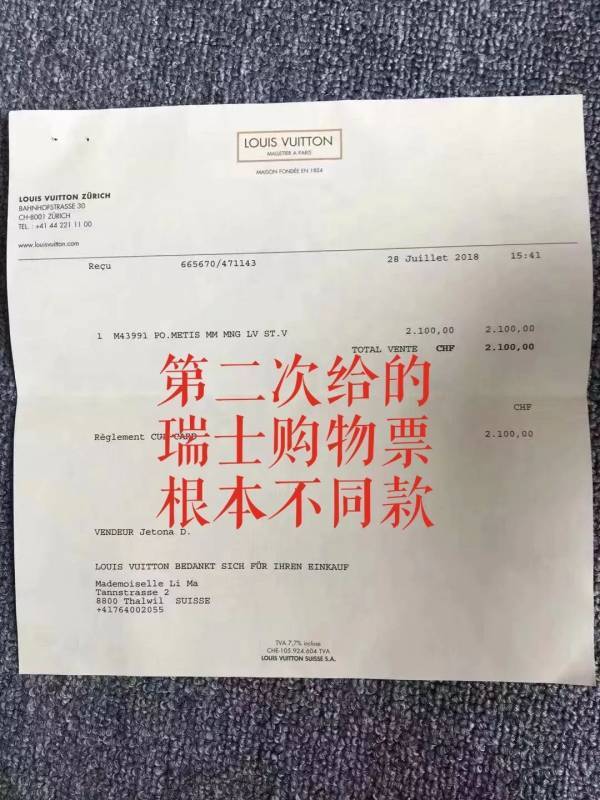 LOUIS VUITTON
MALLETIER A PARIS
MAISON FONDÉE EN 1854
LOUIS VUITTON ZÜRICH
BAHNHOFSTRASSE 30
CH-8001 ZÜRICH
TEL. : +41 44 221 11 00
www.louisvuitton.com
Reçu 665670/471143 28 Juillet 2018 15:41
1 M43991 PO.METIS MM MNG LV ST.V 2.100,00 2.100,00
TOTAL VENTE CHF 2.100,00
第二次给的
CHF
Règlement CUP CARD 2.100,00
瑞士购物票
根本不同款
VENDEUR Jetona D.
LOUIS VUITTON BEDANKT SICH FÜR IHREN EINKAUF
Mademoiselle Li Ma
Tannstrasse 2
8800 Thalwil SUISSE
+41764002055
TVA 7,7% incluse
CHE-105.924.604 TVA
LOUIS VUITTON SUISSE S.A.